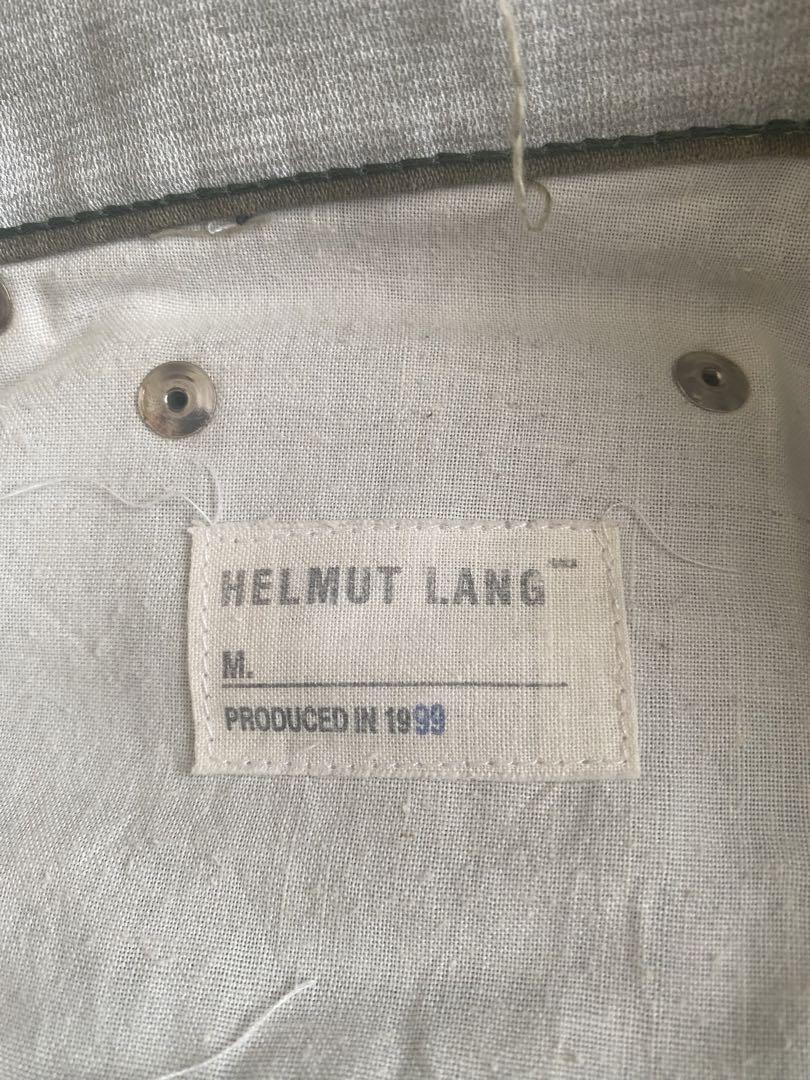 HELMUT LANG
M.
PRODUCED IN 1999